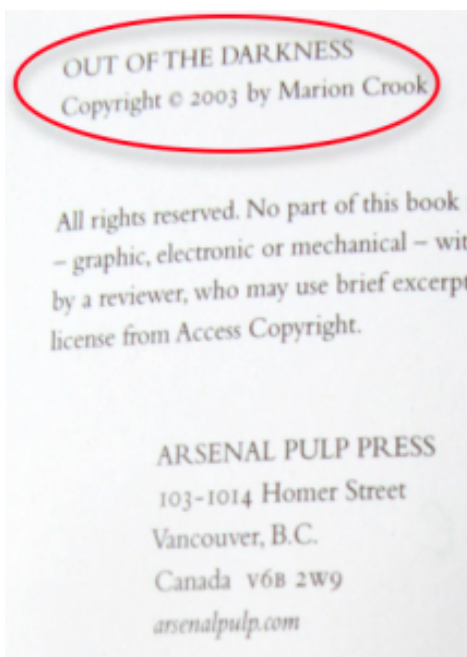 OUT OF THE DARKNESS
Copyright © 2003 by Marion Crook
All rights reserved. No part of this book
– graphic, electronic or mechanical – wit
by a reviewer, who may use brief excerpt
license from Access Copyright.
ARSENAL PULP PRESS
103-1014 Homer Street
Vancouver, B.C.
Canada V6B 2W9
arsenalpulp.com